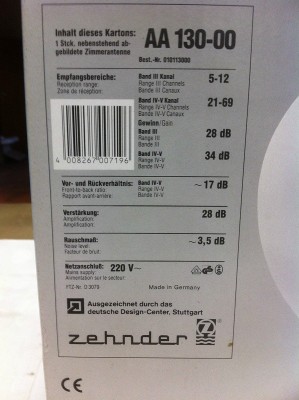 Inhalt dieses Kartons:
1 Stck. nebenstehend ab-
gebildete Zimmerantenne
AA 130-00
Best.-Nr. 010113000
Empfangsbereiche:
Reception range:
Zone de réception:
Band III Kanal
Range III Channels
Bande III Canaux
5-12
Band IV-V Kanal
Range IV-V Channels
Bande IV-V Canaux
21-69
Gewinn/Gain
Band III
Range III
Bande III
28 dB
Band IV-V
Range IV-V
Bande IV-V
34 dB
4 008267 007196
Vor- und Rückverhältnis:
Front-to-back ratio:
Rapport avant-arrière:
Band IV-V
Range IV-V
Bande IV-V
~ 17 dB
Verstärkung:
Amplification:
Amplification:
28 dB
Rauschmaß:
Noise level:
Facteur de bruit:
~ 3,5 dB
Netzanschluß:
Mains supply:
Alimentation sur le secteur:
220 V~
FTZ-Nr. D 3079
Made in Germany
Ausgezeichnet durch das
deutsche Design-Center, Stuttgart
zehnder
Z
CE